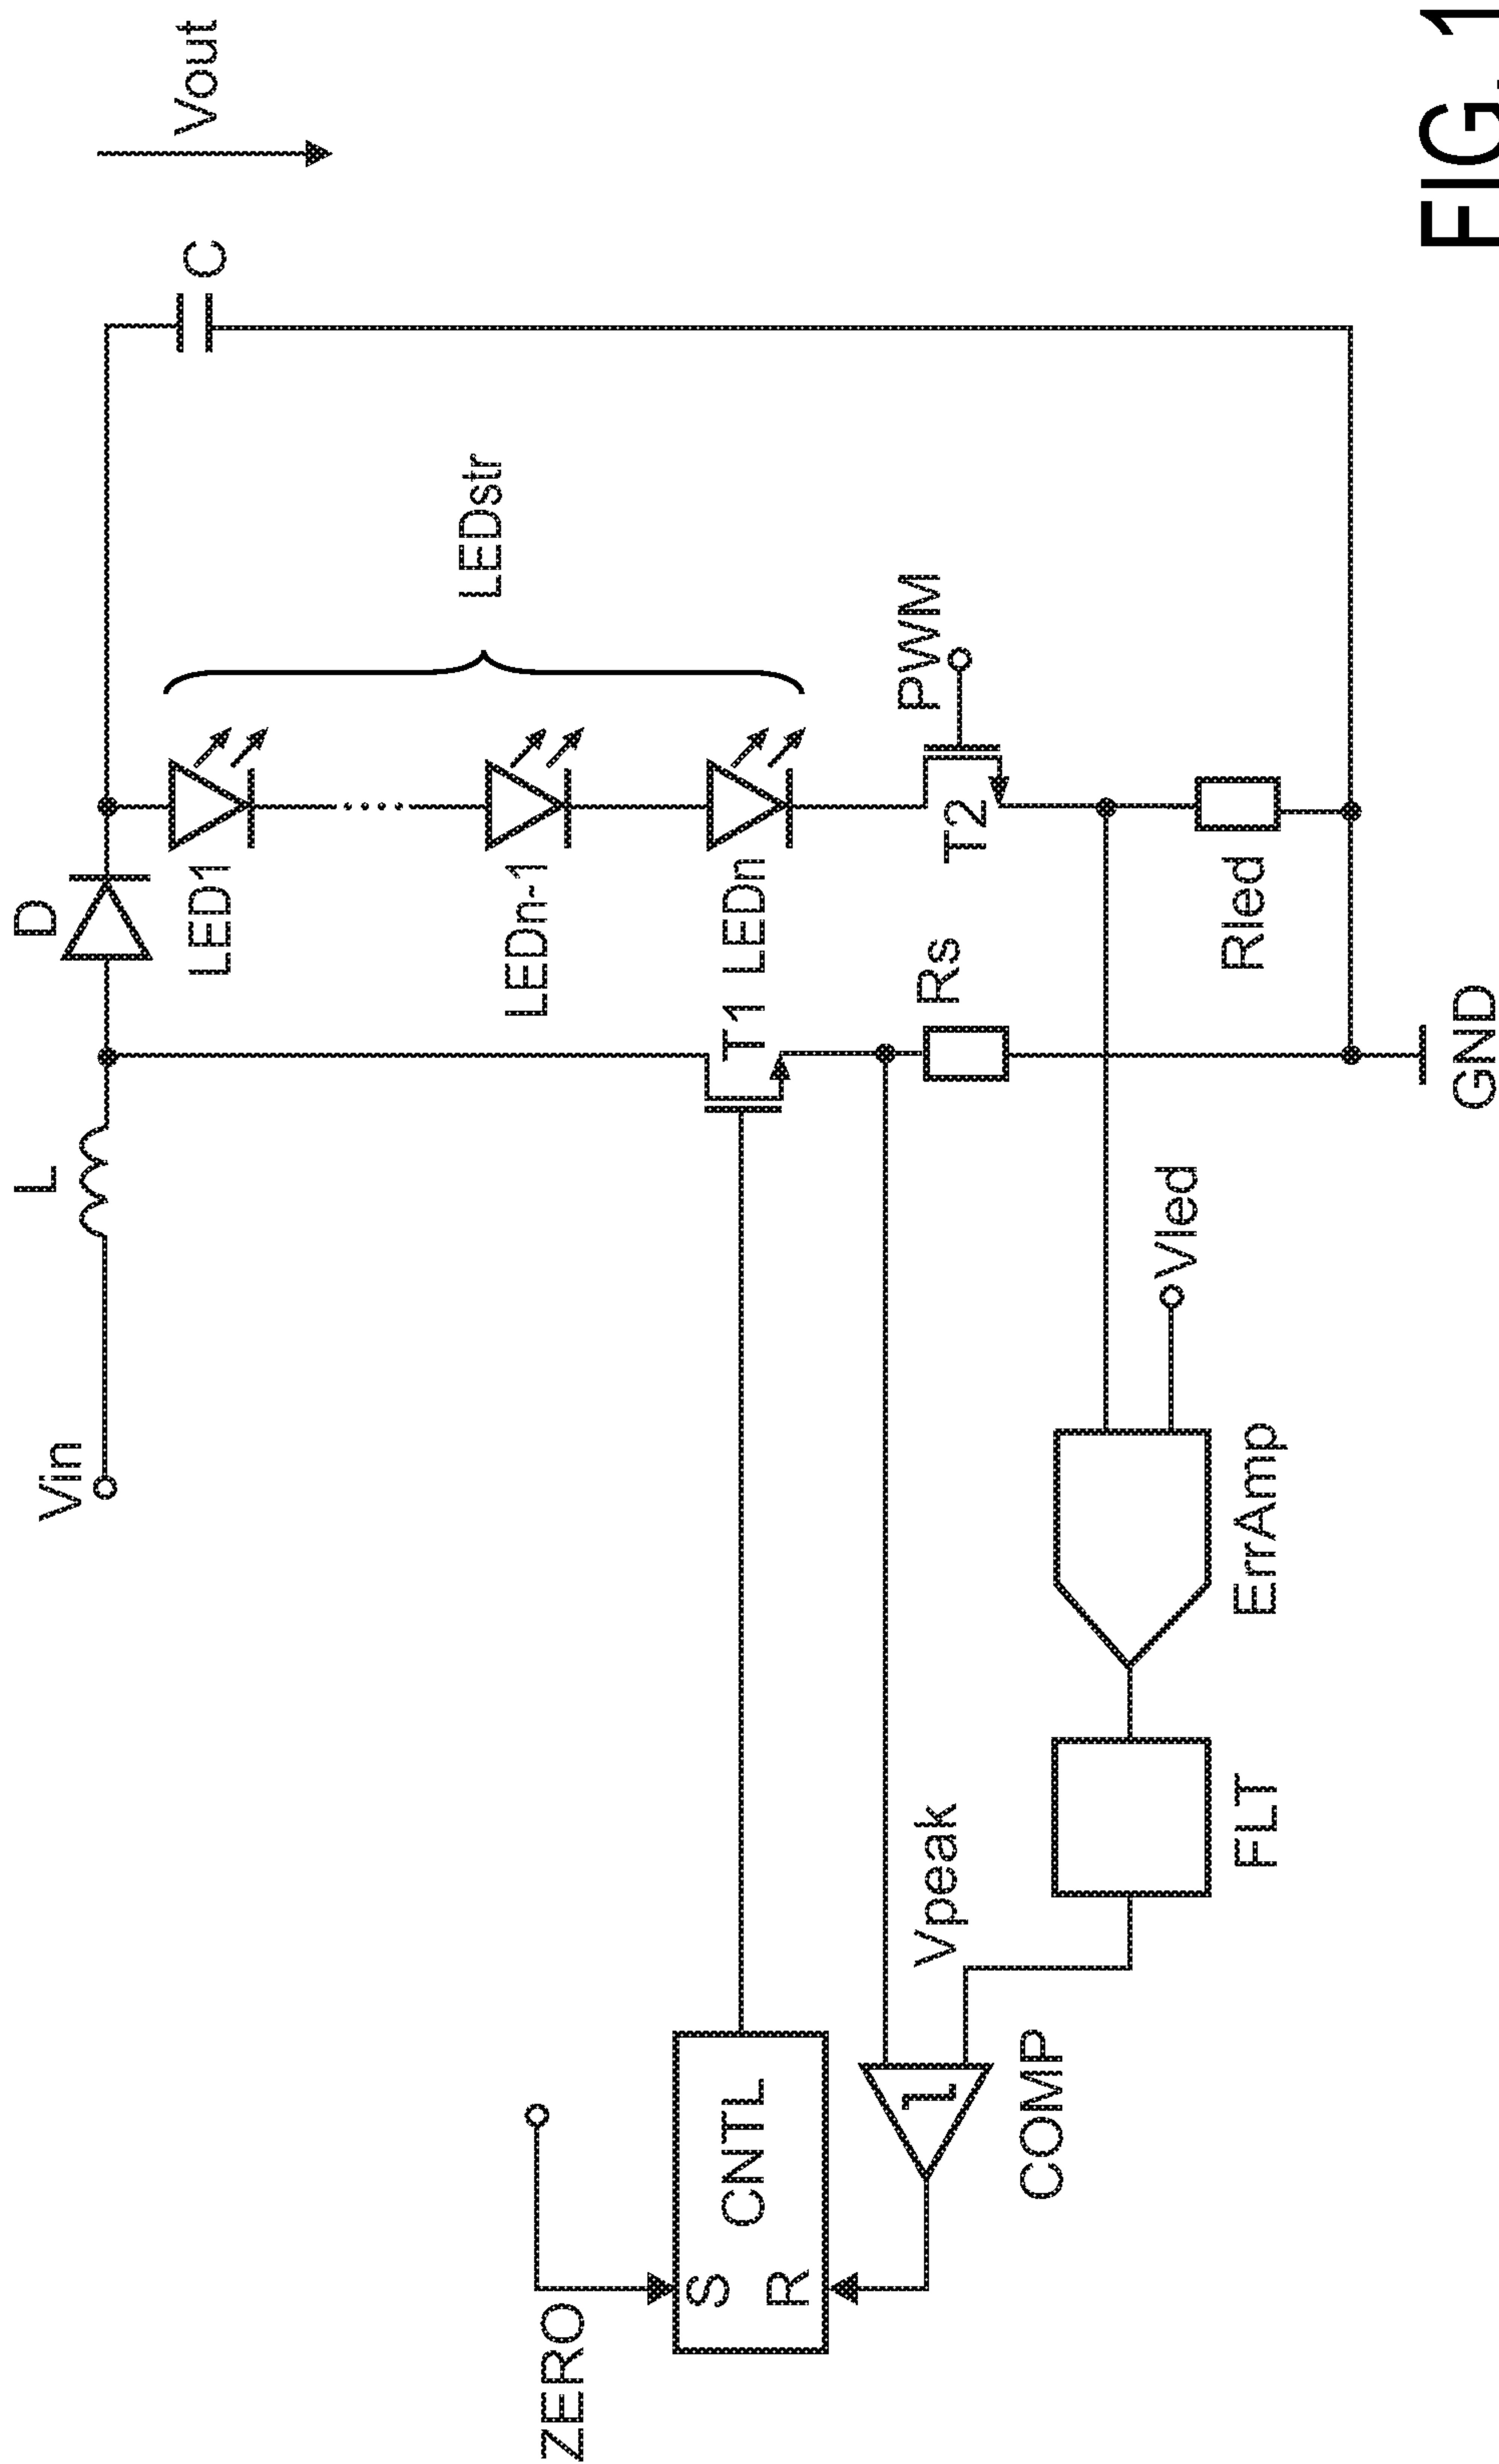 Vin
L
D
Vout
C
LED1
LEDn-1
LEDn
LEDstr
T1
T2
PWM
Rs
Rled
GND
Vled
ErrAmp
FLT
Vpeak
COMP
CNTL
S
R
ZERO
FIG. 1